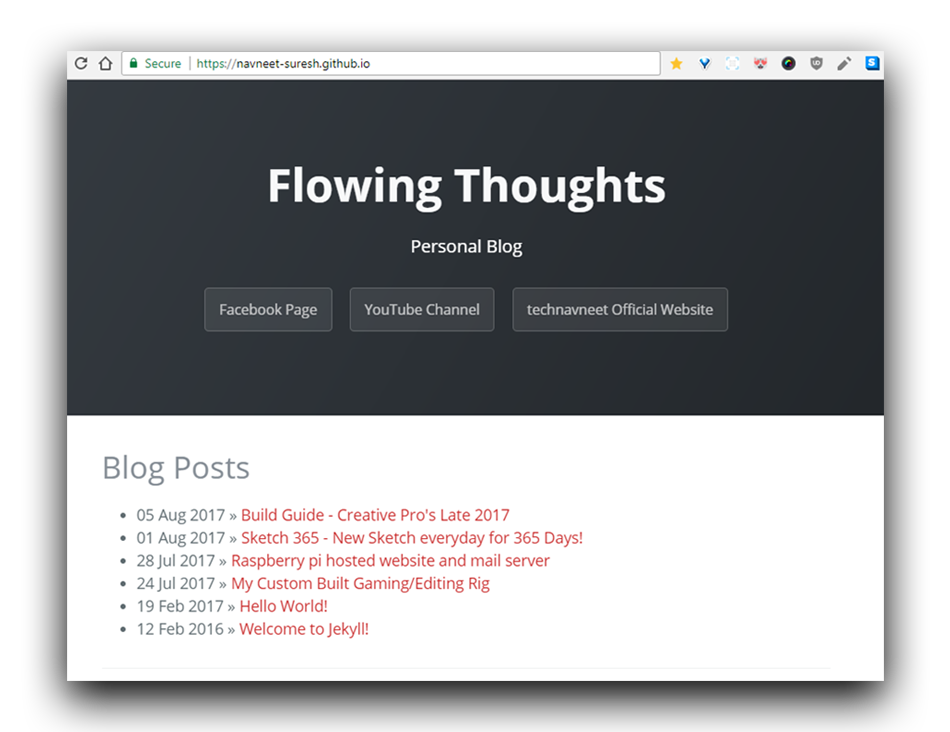 Secure | https://navneet-suresh.github.io
Flowing Thoughts
Personal Blog
Facebook Page
YouTube Channel
technavneet Official Website
Blog Posts
05 Aug 2017 » Build Guide - Creative Pro's Late 2017
01 Aug 2017 » Sketch 365 - New Sketch everyday for 365 Days!
28 Jul 2017 » Raspberry pi hosted website and mail server
24 Jul 2017 » My Custom Built Gaming/Editing Rig
19 Feb 2017 » Hello World!
12 Feb 2016 » Welcome to Jekyll!